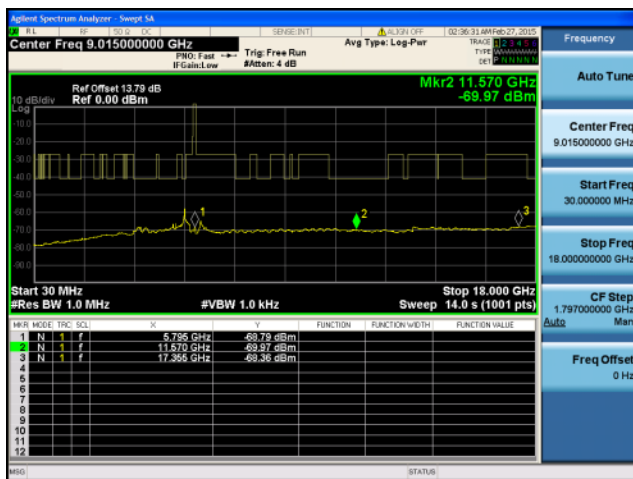 Agilent Spectrum Analyzer - Swept SA
RL RF 50 Ω DC SENSE:INT ALIGN OFF 02:36:31 AM Feb 27, 2015
Center Freq 9.015000000 GHz
PNO: Fast
IFGain:Low
Trig: Free Run
#Atten: 4 dB
Avg Type: Log-Pwr
TRACE 1 2 3 4 5 6
TYPE
DET P N N N N N
Mkr2 11.570 GHz
-69.97 dBm
Ref Offset 13.79 dB
10 dB/div Ref 0.00 dBm
Log
-10.0
-20.0
-30.0
-40.0
-50.0
-60.0
-70.0
-80.0
-90.0
1
2
3
Start 30 MHz Stop 18.000 GHz
#Res BW 1.0 MHz #VBW 1.0 kHz Sweep 14.0 s (1001 pts)
MKR MODE TRC SCL X Y FUNCTION FUNCTION WIDTH FUNCTION VALUE
1 N 1 f 5.795 GHz -68.79 dBm
2 N 1 f 11.570 GHz -69.97 dBm
3 N 1 f 17.355 GHz -68.36 dBm
4
5
6
7
8
9
10
11
12
MSG STATUS
Frequency
Auto Tune
Center Freq
9.015000000 GHz
Start Freq
30.000000 MHz
Stop Freq
18.000000000 GHz
CF Step
1.797000000 GHz
Auto Man
Freq Offset
0 Hz